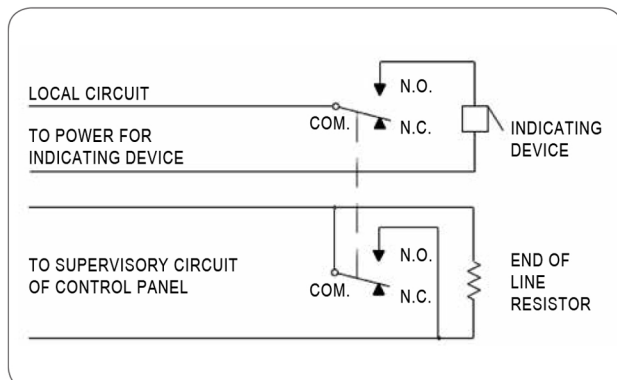 LOCAL CIRCUIT
TO POWER FOR
INDICATING DEVICE
COM.
N.O.
N.C.
INDICATING
DEVICE
TO SUPERVISORY CIRCUIT
OF CONTROL PANEL
COM.
N.O.
N.C.
END OF
LINE
RESISTOR